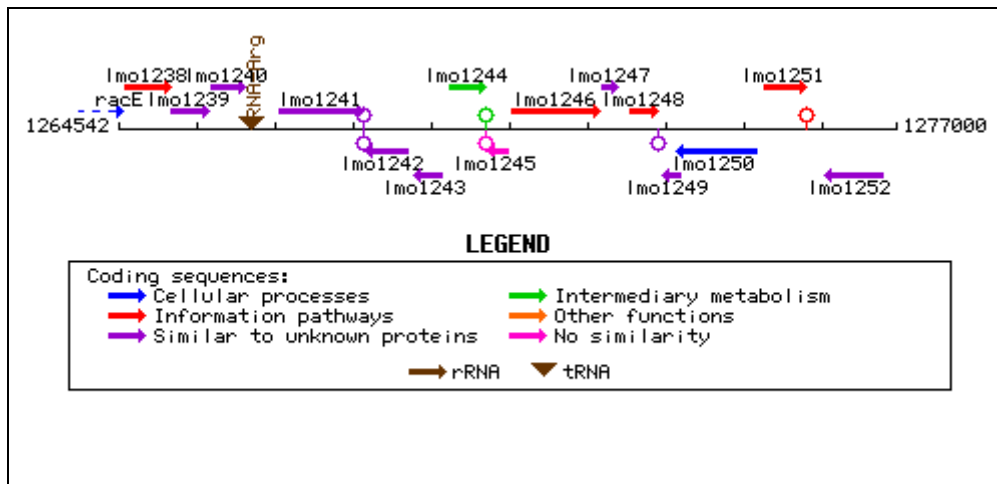 lmo1238 lmo1240 tRNA-Arg lmo1244 lmo1247 lmo1251
racE lmo1239 lmo1241 lmo1246 lmo1248
1264542 1277000
lmo1242 lmo1245 lmo1250
lmo1243 lmo1249 lmo1252
LEGEND
Coding sequences:
Cellular processes Intermediary metabolism
Information pathways Other functions
Similar to unknown proteins No similarity
rRNA tRNA